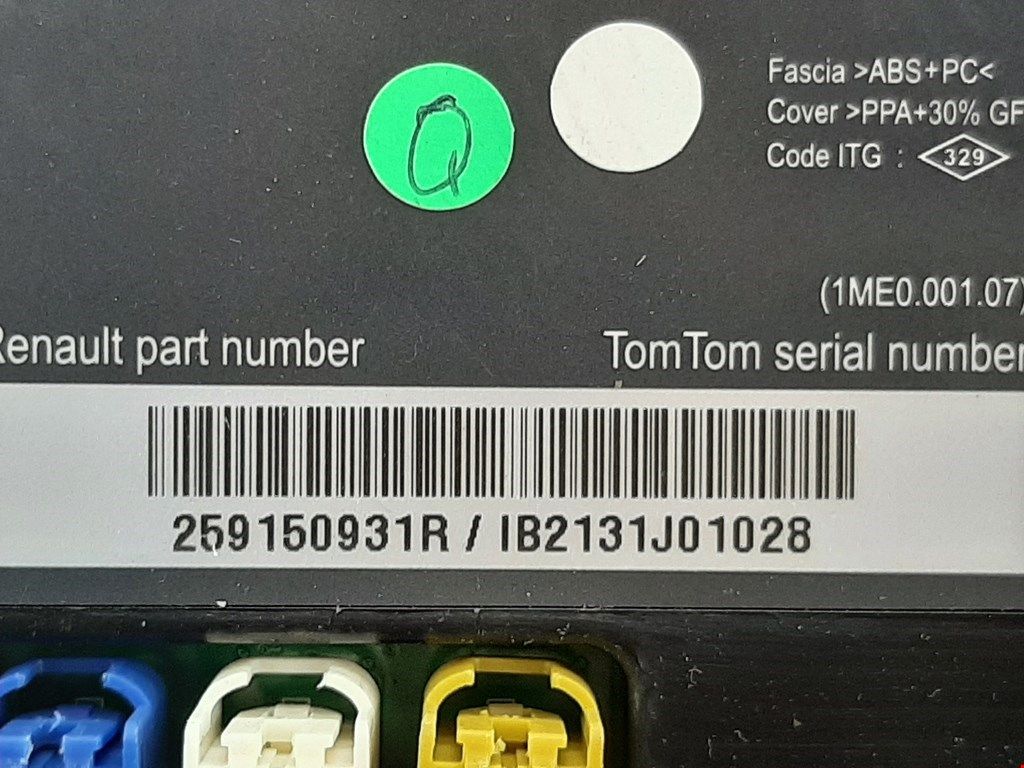 Fascia >ABS+PC<
Cover >PPA+30% GF
Code ITG : 329
(1ME0.001.07)
Renault part number
TomTom serial number
259150931R / IB2131J01028